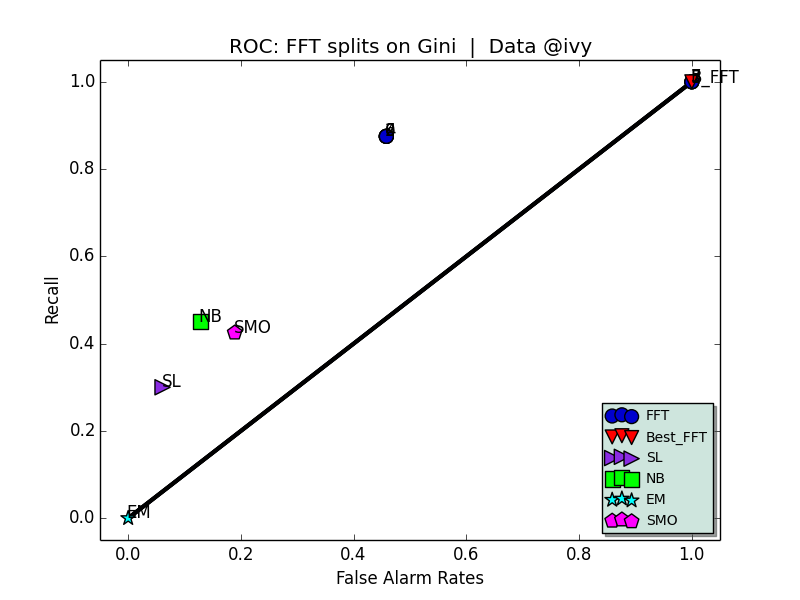 ROC: FFT splits on Gini | Data @ivy
1.0
0.8
0.6
0.4
0.2
0.0
Recall
_FFT
NB
SMO
SL
EM
FFT
Best_FFT
SL
NB
EM
SMO
0.0
0.2
0.4
0.6
0.8
1.0
False Alarm Rates